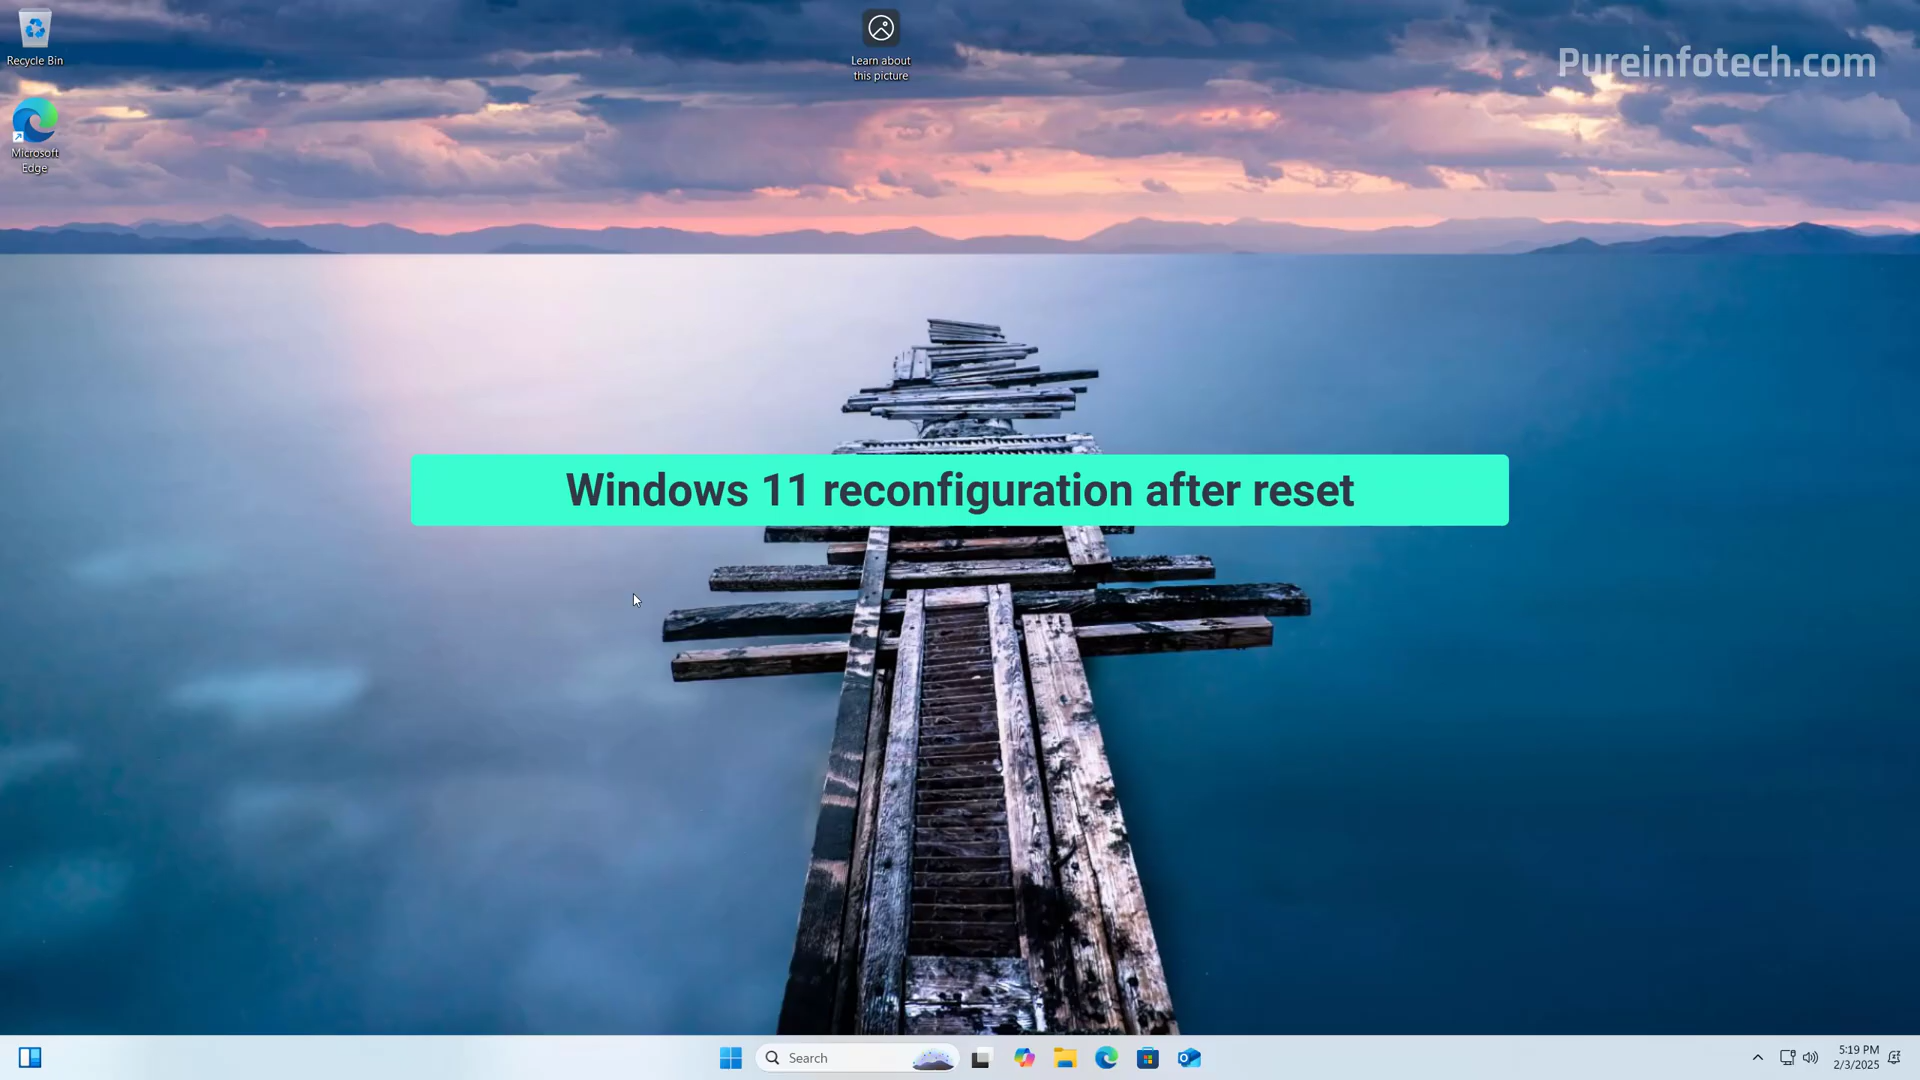 Recycle Bin
Learn about
this picture
Pureinfotech.com
Microsoft
Edge
Windows 11 reconfiguration after reset
Search
5:19 PM
2/3/2025